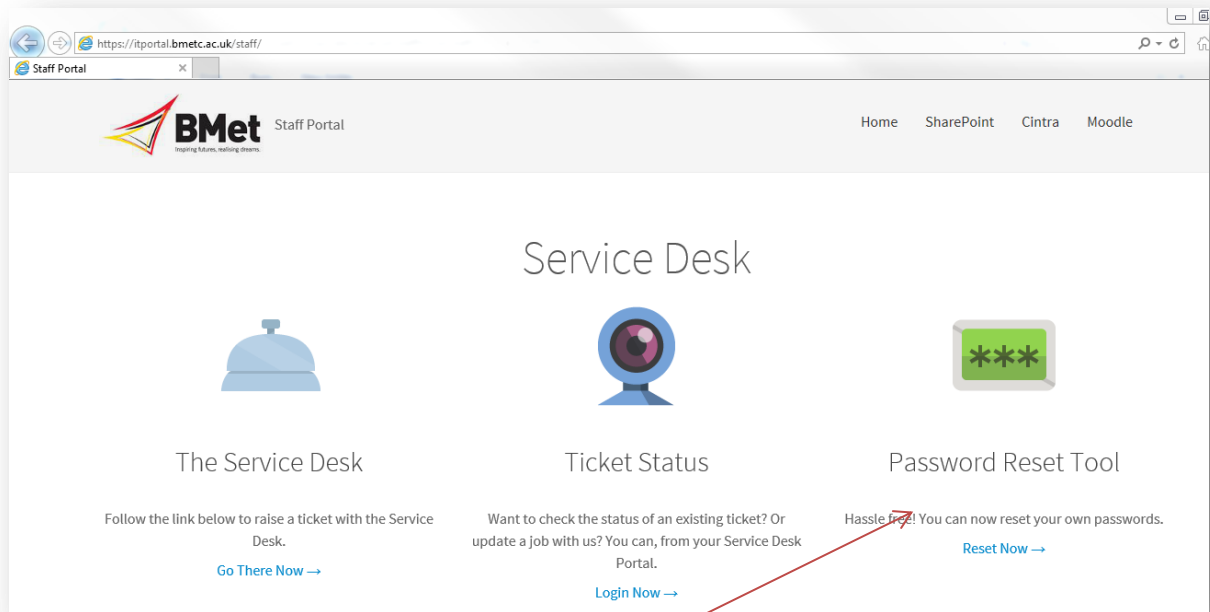 https://itportal.bmetc.ac.uk/staff/
Staff Portal
BMet
Inspiring futures, realising dreams.
Staff Portal
Home SharePoint Cintra Moodle
Service Desk
***
The Service Desk
Follow the link below to raise a ticket with the Service
Desk.
Go There Now →
Ticket Status
Want to check the status of an existing ticket? Or
update a job with us? You can, from your Service Desk
Portal.
Login Now →
Password Reset Tool
Hassle free! You can now reset your own passwords.
Reset Now →